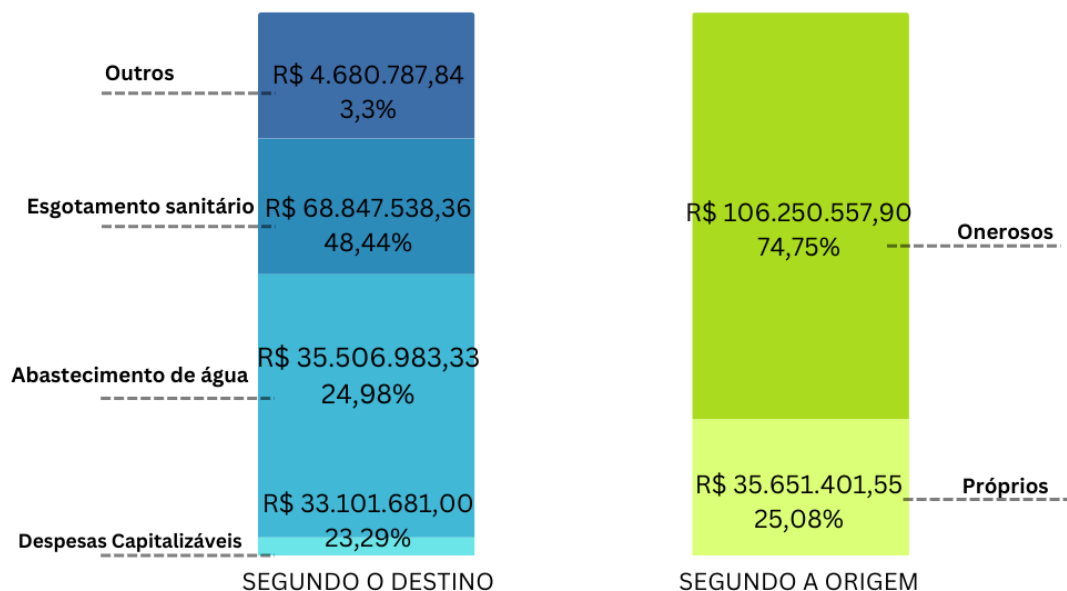 Outros
R$ 4.680.787,84
3,3%
Esgotamento sanitário
R$ 68.847.538,36
48,44%
Abastecimento de água
R$ 35.506.983,33
24,98%
Despesas Capitalizáveis
R$ 33.101.681,00
23,29%
SEGUNDO O DESTINO
R$ 106.250.557,90
74,75%
Onerosos
R$ 35.651.401,55
25,08%
Próprios
SEGUNDO A ORIGEM